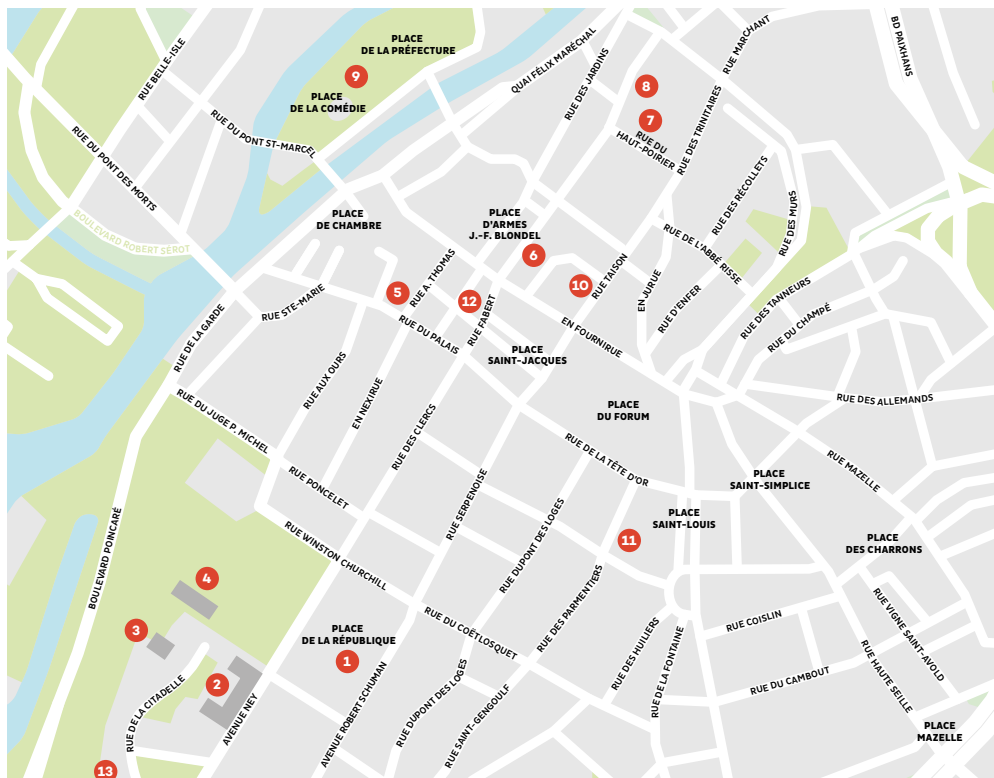 PLACE
DE LA PRÉFECTURE
9
PLACE
DE LA COMÉDIE
RUE BELLE-ISLE
RUE DU PONT ST-MARCEL
RUE DU PONT DES MORTS
BOULEVARD ROBERT SÉROT
QUAI FÉLIX MARÉCHAL
RUE DES JARDINS
8
7
RUE DU
HAUT-POIRIER
RUE MARCHANT
RUE DES TRINITAIRES
BD PAIXHANS
RUE DES RÉCOLLETS
RUE DES MURS
PLACE
DE CHAMBRE
PLACE
D'ARMES
J.-F. BLONDEL
6
RUE DE L'ABBÉ RISSE
RUE TAISON
10
EN JURUE
RUE D'ENFER
RUE DES TANNEURS
RUE DU CHAMPÉ
5
RUE A. THOMAS
12
RUE FABERT
RUE STE-MARIE
RUE DE LA GARDE
RUE DU PALAIS
EN FOURNIRUE
PLACE
SAINT-JACQUES
RUE AUX OURS
EN NEXIRUE
RUE DES CLERCS
PLACE
DU FORUM
RUE DES ALLEMANDS
RUE DU JUGE P. MICHEL
RUE DE LA TÊTE D'OR
RUE MAZELLE
PLACE
SAINT-SIMPLICE
RUE PONCELET
RUE SERPENOISE
PLACE
SAINT-LOUIS
RUE DUPONT DES LOGES
11
PLACE
DES CHARRONS
RUE WINSTON CHURCHILL
BOULEVARD POINCARÉ
4
3
RUE DU COËTLOSQUET
RUE DES PARMENTIERS
PLACE
DE LA RÉPUBLIQUE
1
RUE COISLIN
RUE VIGNE SAINT-AVOLD
RUE DES HUILIERS
RUE DE LA FONTAINE
RUE DU CAMBOUT
RUE HAUTE SEILLE
2
RUE DE LA CITADELLE
AVENUE NEY
AVENUE ROBERT SCHUMAN
RUE DUPONT DES LOGES
RUE SAINT-GENGOULF
PLACE
MAZELLE
13